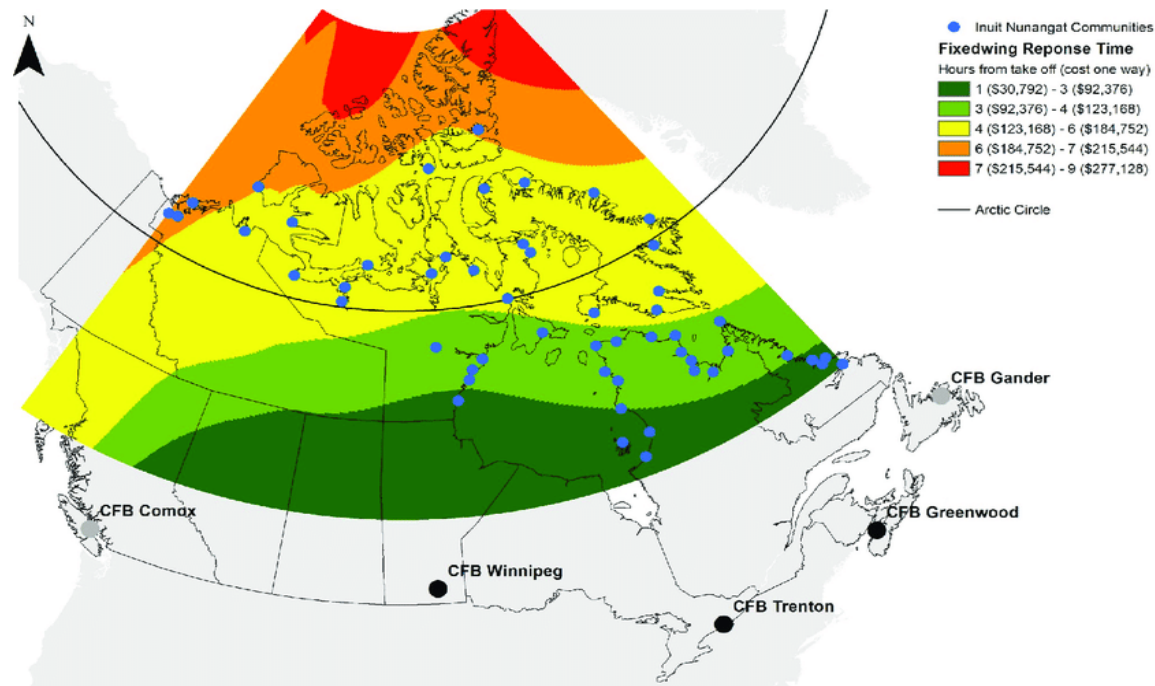 N
Inuit Nunangat Communities
Fixedwing Reponse Time
Hours from take off (cost one way)
1 ($30,792) - 3 ($92,376)
3 ($92,376) - 4 ($123,168)
4 ($123,168) - 6 ($184,752)
6 ($184,752) - 7 ($215,544)
7 ($215,544) - 9 ($277,128)
Arctic Circle
CFB Gander
CFB Comox
CFB Greenwood
CFB Winnipeg
CFB Trenton